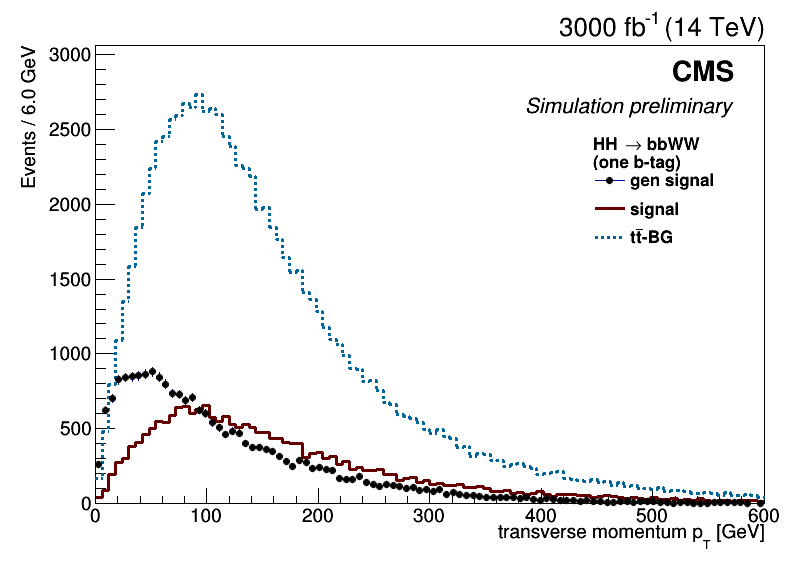 3000 fb⁻¹ (14 TeV)
CMS
Simulation preliminary
HH → bbWW
(one b-tag)
gen signal
signal
tt̄-BG
Events / 6.0 GeV
3000
2500
2000
1500
1000
500
0
0 100 200 300 400 500 600
transverse momentum p_T [GeV]